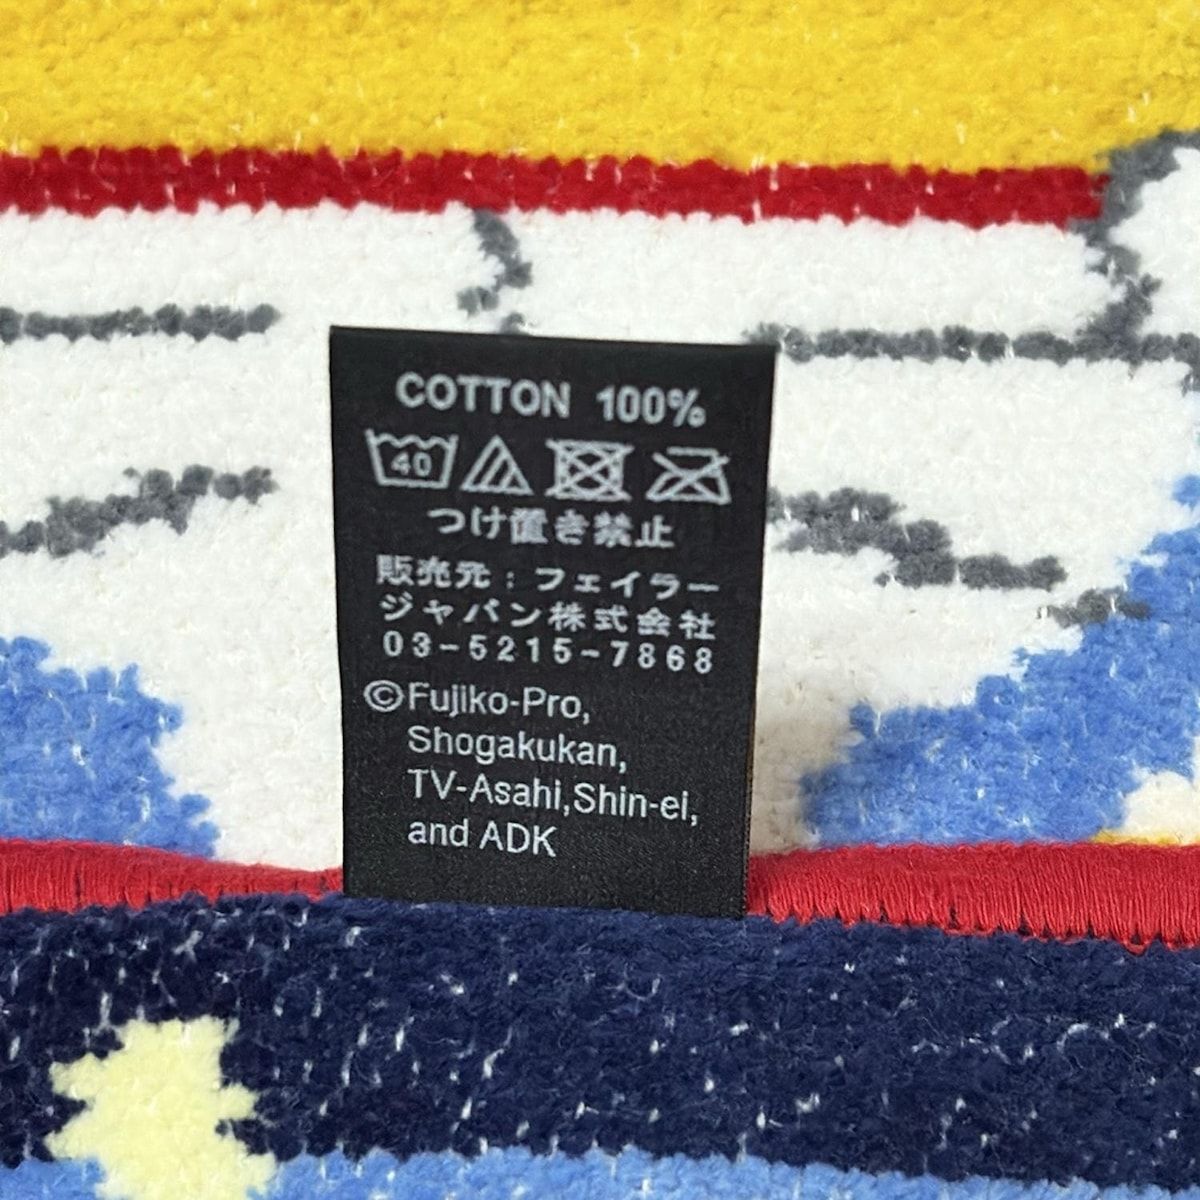 COTTON 100%
40
つけ置き禁止
販売元：フェイラー
ジャパン株式会社
03-5215-7868
©Fujiko-Pro,
Shogakukan,
TV-Asahi,Shin-ei,
and ADK